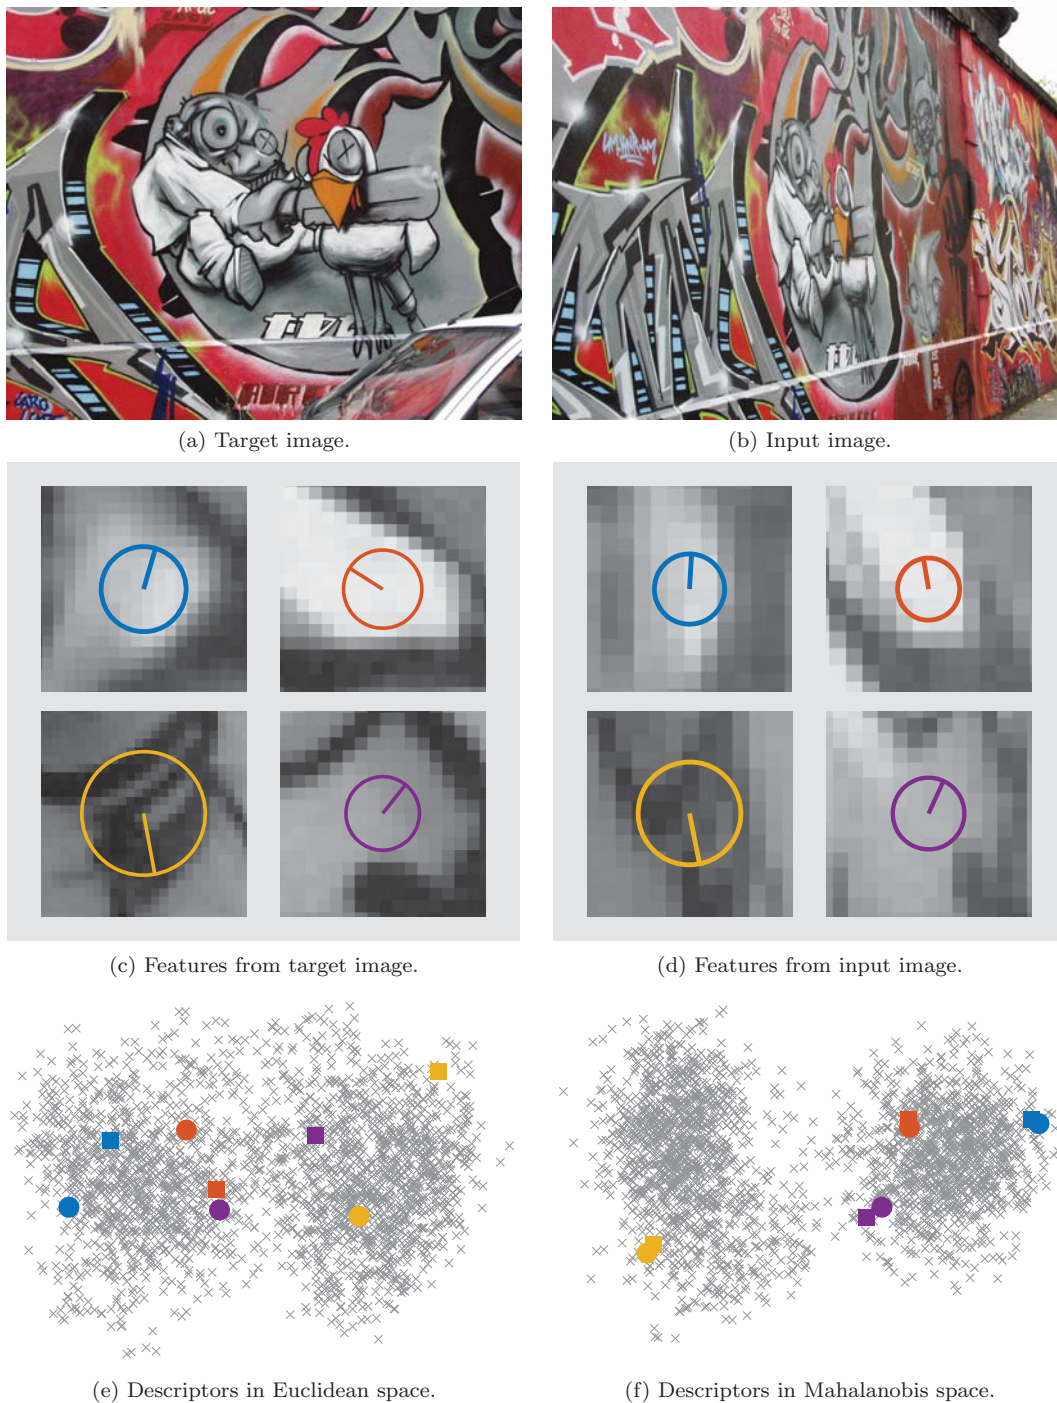 (a) Target image.
(b) Input image.
(c) Features from target image.
(d) Features from input image.
(e) Descriptors in Euclidean space.
(f) Descriptors in Mahalanobis space.